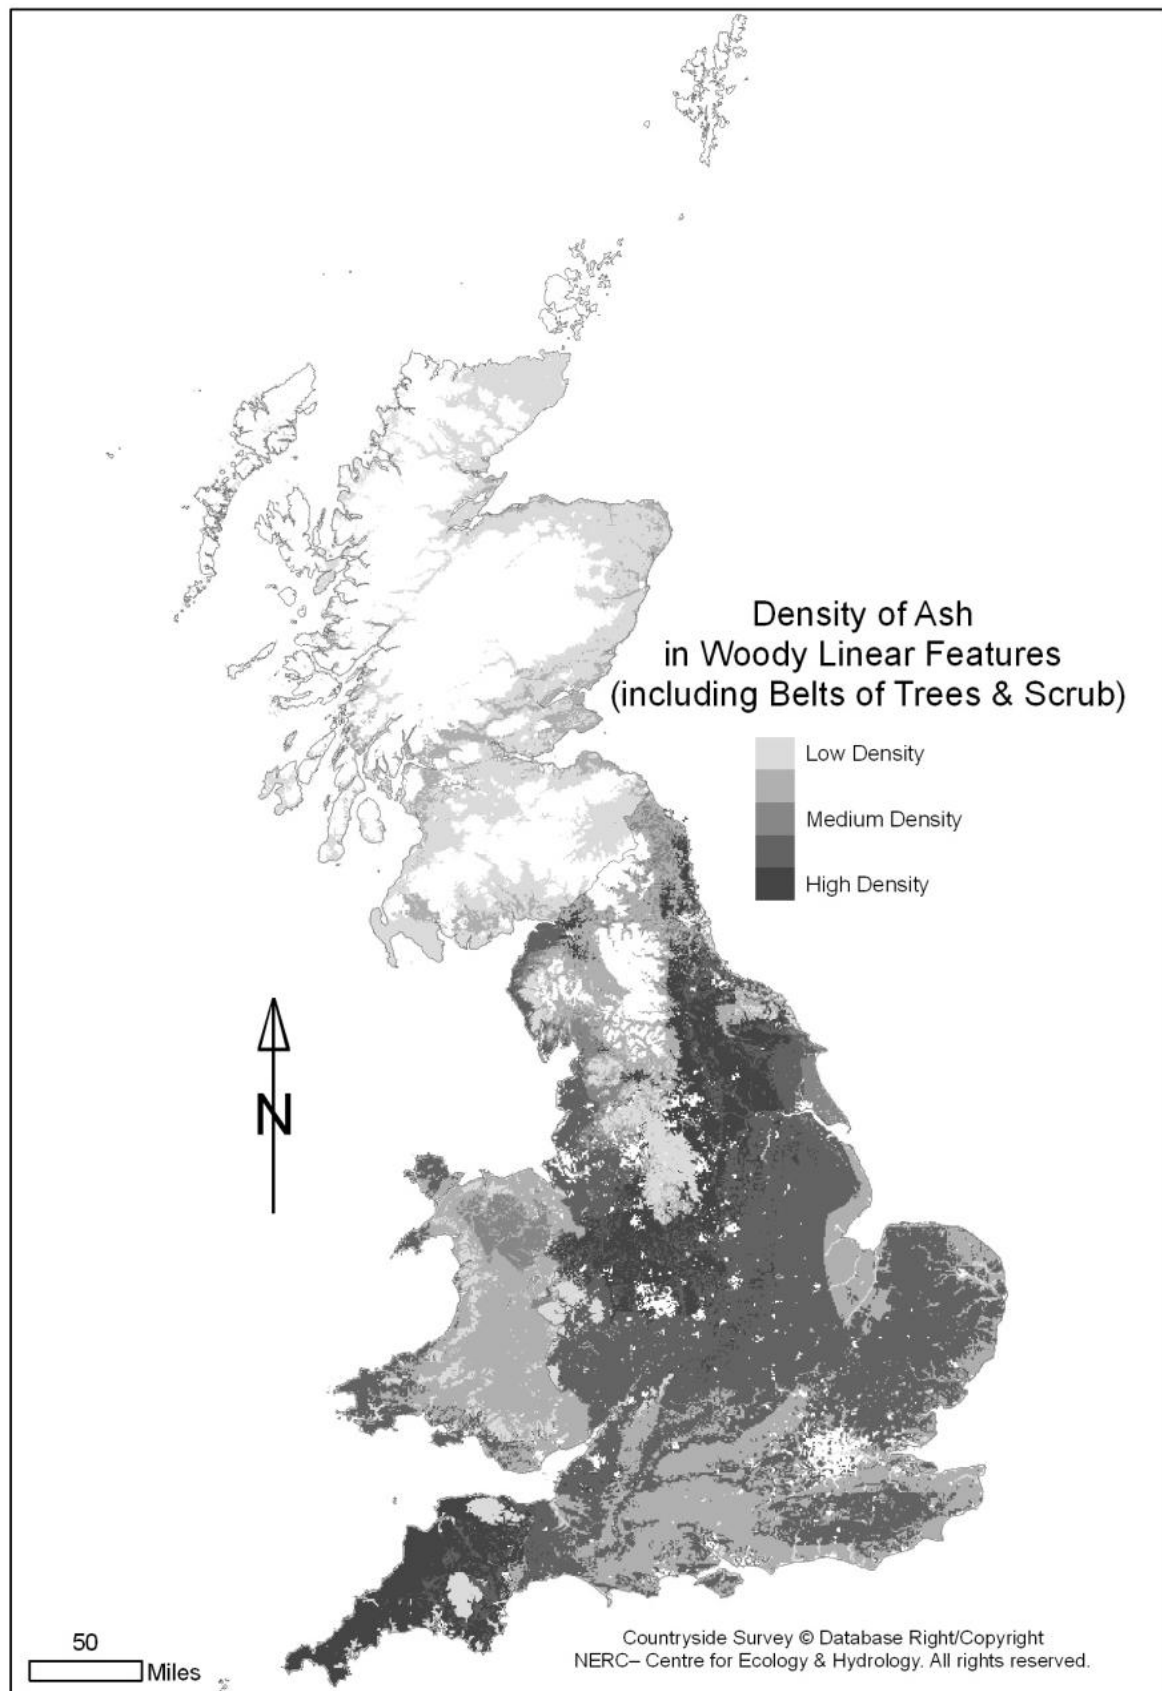 Density of Ash
in Woody Linear Features
(including Belts of Trees & Scrub)
Low Density
Medium Density
High Density
N
50
Miles
Countryside Survey © Database Right/Copyright
NERC– Centre for Ecology & Hydrology. All rights reserved.